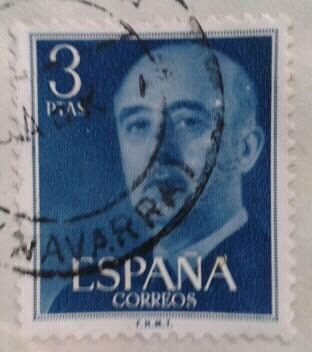 3
PTAS
NAVARRA
ESPAÑA
CORREOS